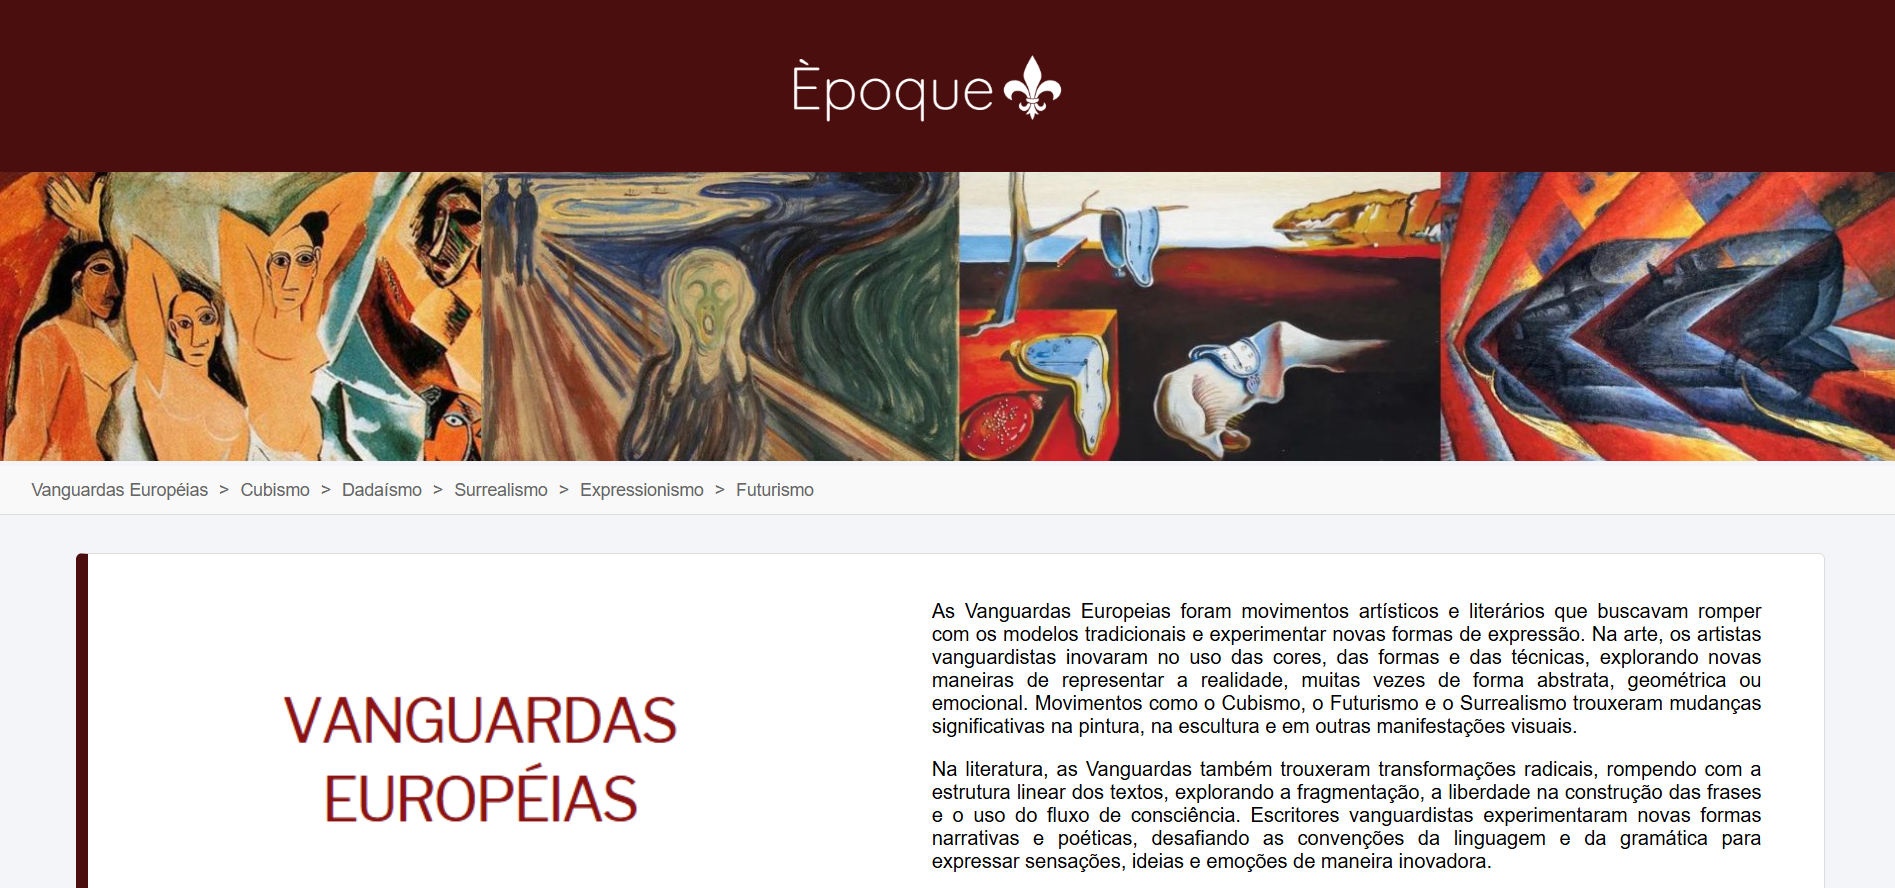 Èpoque
Vanguardas Européias > Cubismo > Dadaísmo > Surrealismo > Expressionismo > Futurismo
VANGUARDAS
EUROPÉIAS
As Vanguardas Europeias foram movimentos artísticos e literários que buscavam romper
com os modelos tradicionais e experimentar novas formas de expressão. Na arte, os artistas
vanguardistas inovaram no uso das cores, das formas e das técnicas, explorando novas
maneiras de representar a realidade, muitas vezes de forma abstrata, geométrica ou
emocional. Movimentos como o Cubismo, o Futurismo e o Surrealismo trouxeram mudanças
significativas na pintura, na escultura e em outras manifestações visuais.
Na literatura, as Vanguardas também trouxeram transformações radicais, rompendo com a
estrutura linear dos textos, explorando a fragmentação, a liberdade na construção das frases
e o uso do fluxo de consciência. Escritores vanguardistas experimentaram novas formas
narrativas e poéticas, desafiando as convenções da linguagem e da gramática para
expressar sensações, ideias e emoções de maneira inovadora.